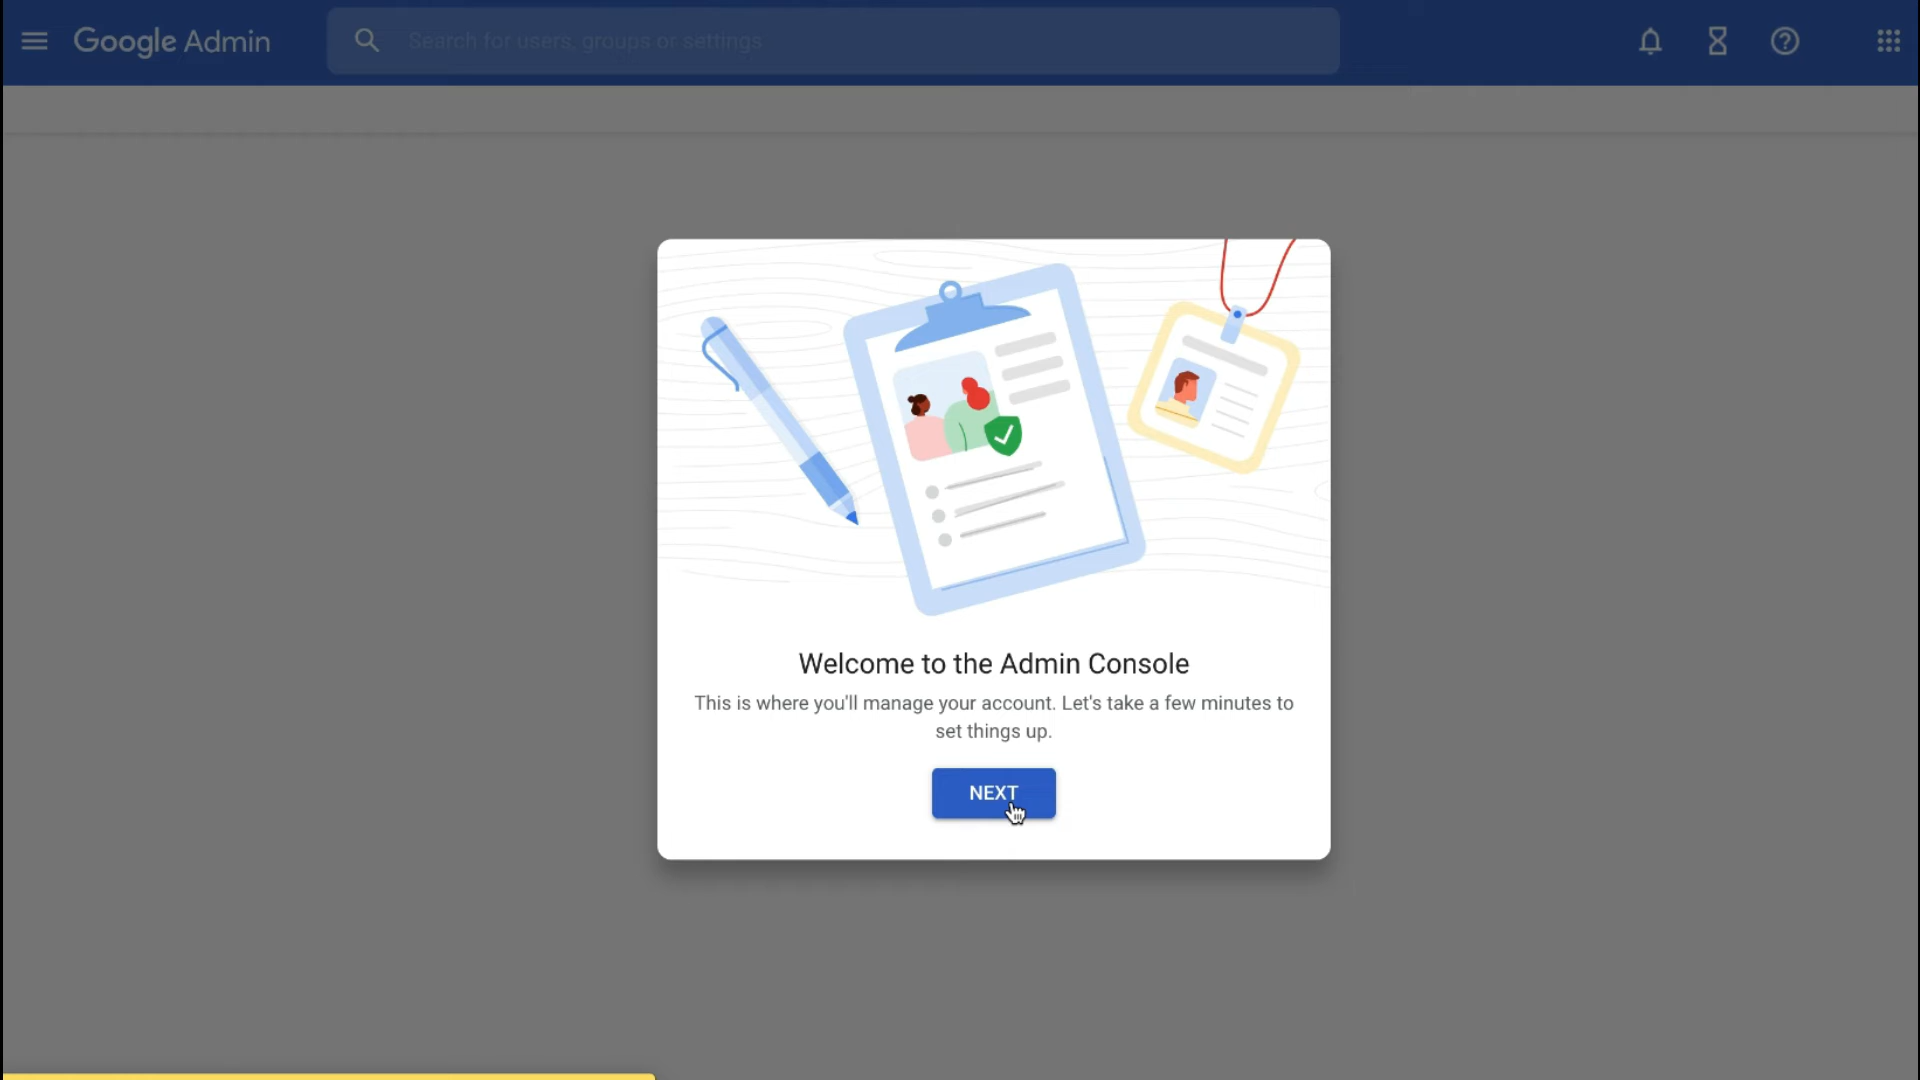 Google Admin
Search for users, groups or settings
Welcome to the Admin Console
This is where you'll manage your account. Let's take a few minutes to
set things up.
NEXT